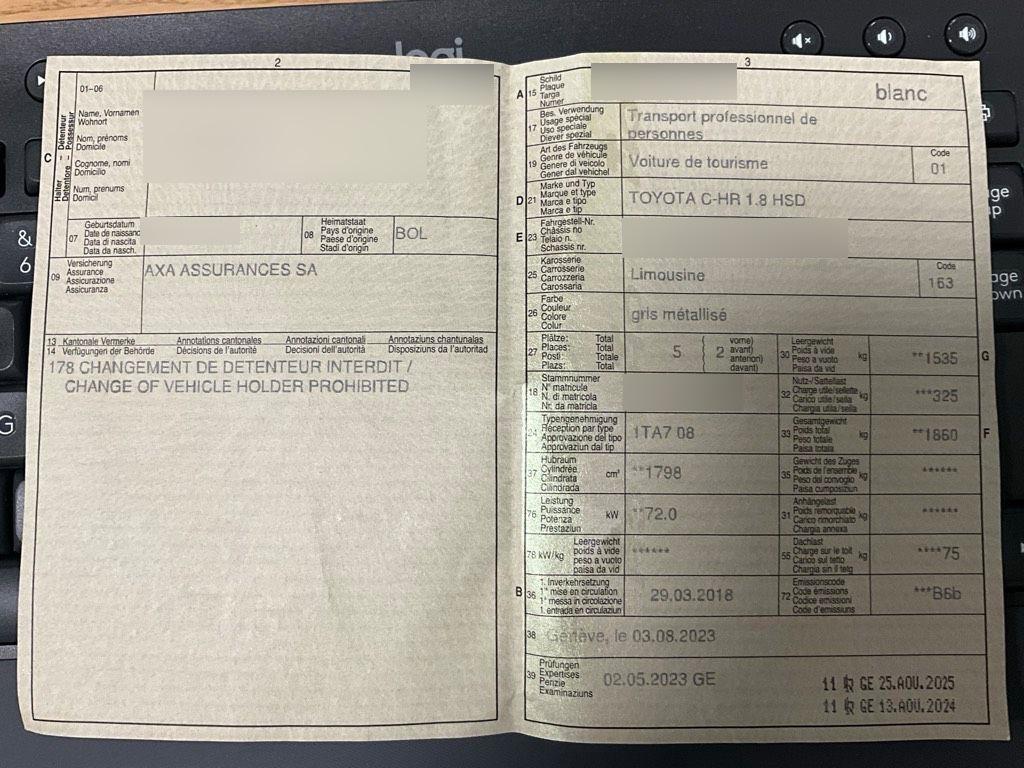 logi
2
01-06
Halter Détenteur
Detentore Possessur
C
Name, Vornamen
Wohnort
Nom, prénoms
Domicile
Cognome, nomi
Domicilio
Num, prenums
Domicil
07
Geburtsdatum
Date de naissanc
Data di nascita
Data da nasch.
08
Heimatstaat
Pays d'origine
Paese d'origine
Stadi d'origin
BOL
09
Versicherung
Assurance
Assicurazione
Assicuranza
AXA ASSURANCES SA
13 Kantonale Vermerke Annotations cantonales Annotazioni cantonali Annotaziuns chantunalas
14 Verfügungen der Behörde Décisions de l'autorité Decisioni dell'autorità Disposiziuns da l'autoritad
178 CHANGEMENT DE DETENTEUR INTERDIT /
CHANGE OF VEHICLE HOLDER PROHIBITED
3
A 15
Schild
Plaque
Targa
Numer
blanc
17
Bes. Verwendung
Usage spécial
Uso speciale
Diever spezial
Transport professionnel de
personnes
19
Art des Fahrzeugs
Genre de véhicule
Genere di veicolo
Gener dal vehichel
Voiture de tourisme
Code
01
D 21
Marke und Typ
Marque et type
Marca e tipo
Marca e tip
TOYOTA C-HR 1.8 HSD
E 23
Fahrgestell-Nr.
Châssis no
Telaio n.
Schassis nr.
25
Karosserie
Carrosserie
Carrozzeria
Carossaria
Limousine
Code
163
26
Farbe
Couleur
Colore
Colur
gris métallisé
27
Plätze: Total
Places: Total
Posti: Totale
Plazs: Total
5
2
vorne)
avant)
anteriori)
davant)
30
Leergewicht
Poids à vide
Peso a vuoto
Paisa da vid
kg
**1535
G
18
Stammnummer
N° matricule
N. di matricola
Nr. da matricla
32
Nutz-/Sattellast
Charge utile/sellette
Carico utile/sella
Chargia utila/sella
kg
***325
24
Typengenehmigung
Réception par type
Approvazione del tipo
Approvaziun dal tip
1TA7 08
33
Gesamtgewicht
Poids total
Peso totale
Paisa totala
kg
**1860
F
37
Hubraum
Cylindrée
Cilindrata
Cilindrada
cm³
**1798
35
Gewicht des Zuges
Poids de l'ensemble
Peso del convoglio
Paisa cumposiziun
kg
******
76
Leistung
Puissance
Potenza
Prestaziun
kW
**72.0
31
Anhängelast
Poids remorquable
Carico rimorchiato
Chargia annexa
kg
******
78 kW/kg
Leergewicht
poids à vide
peso a vuoto
paisa da vid
******
55
Dachlast
Charge sur le toit
Carico sul tetto
Chargia sin il tetg
kg
****75
B 36
1. Inverkehrsetzung
1re mise en circulation
1a messa in circolazione
1. entrada en circulaziun
29.03.2018
72
Emissionscode
Code émissions
Codice emissioni
Code d'emissiuns
***B6b
38
Genève, le 03.08.2023
39
Prüfungen
Expertises
Perizie
Examinaziuns
02.05.2023 GE
11 GE 25.AOU.2025
11 GE 13.AOU.2024